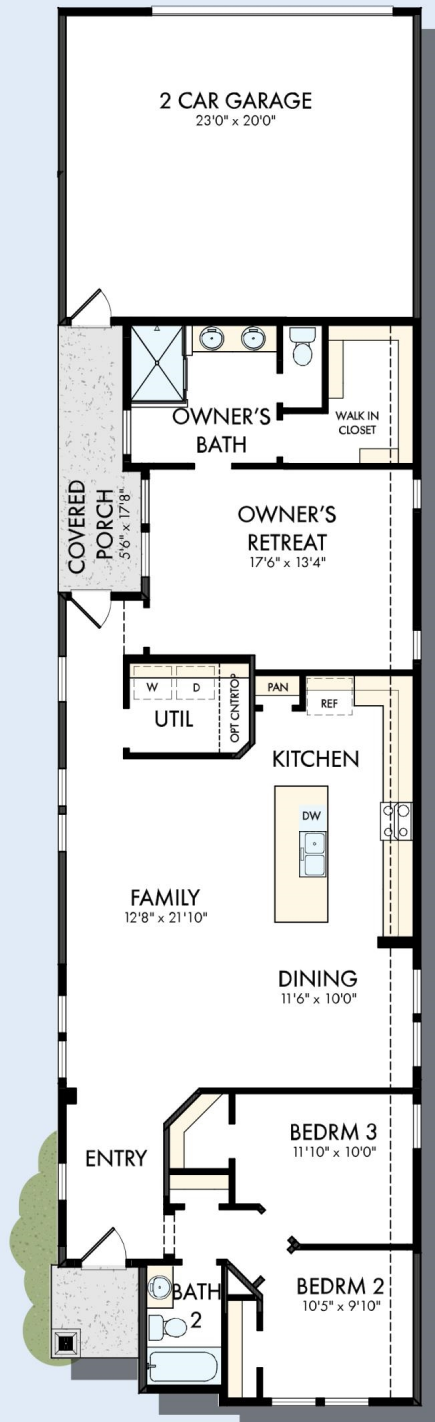 2 CAR GARAGE
23'0" x 20'0"
OWNER'S
BATH
WALK IN
CLOSET
COVERED
PORCH
5'6" x 17'8"
OWNER'S
RETREAT
17'6" x 13'4"
W
D
UTIL
OPT CNTRTOP
PAN
REF
KITCHEN
DW
FAMILY
12'8" x 21'10"
DINING
11'6" x 10'0"
BEDRM 3
11'10" x 10'0"
ENTRY
BATH
2
BEDRM 2
10'5" x 9'10"